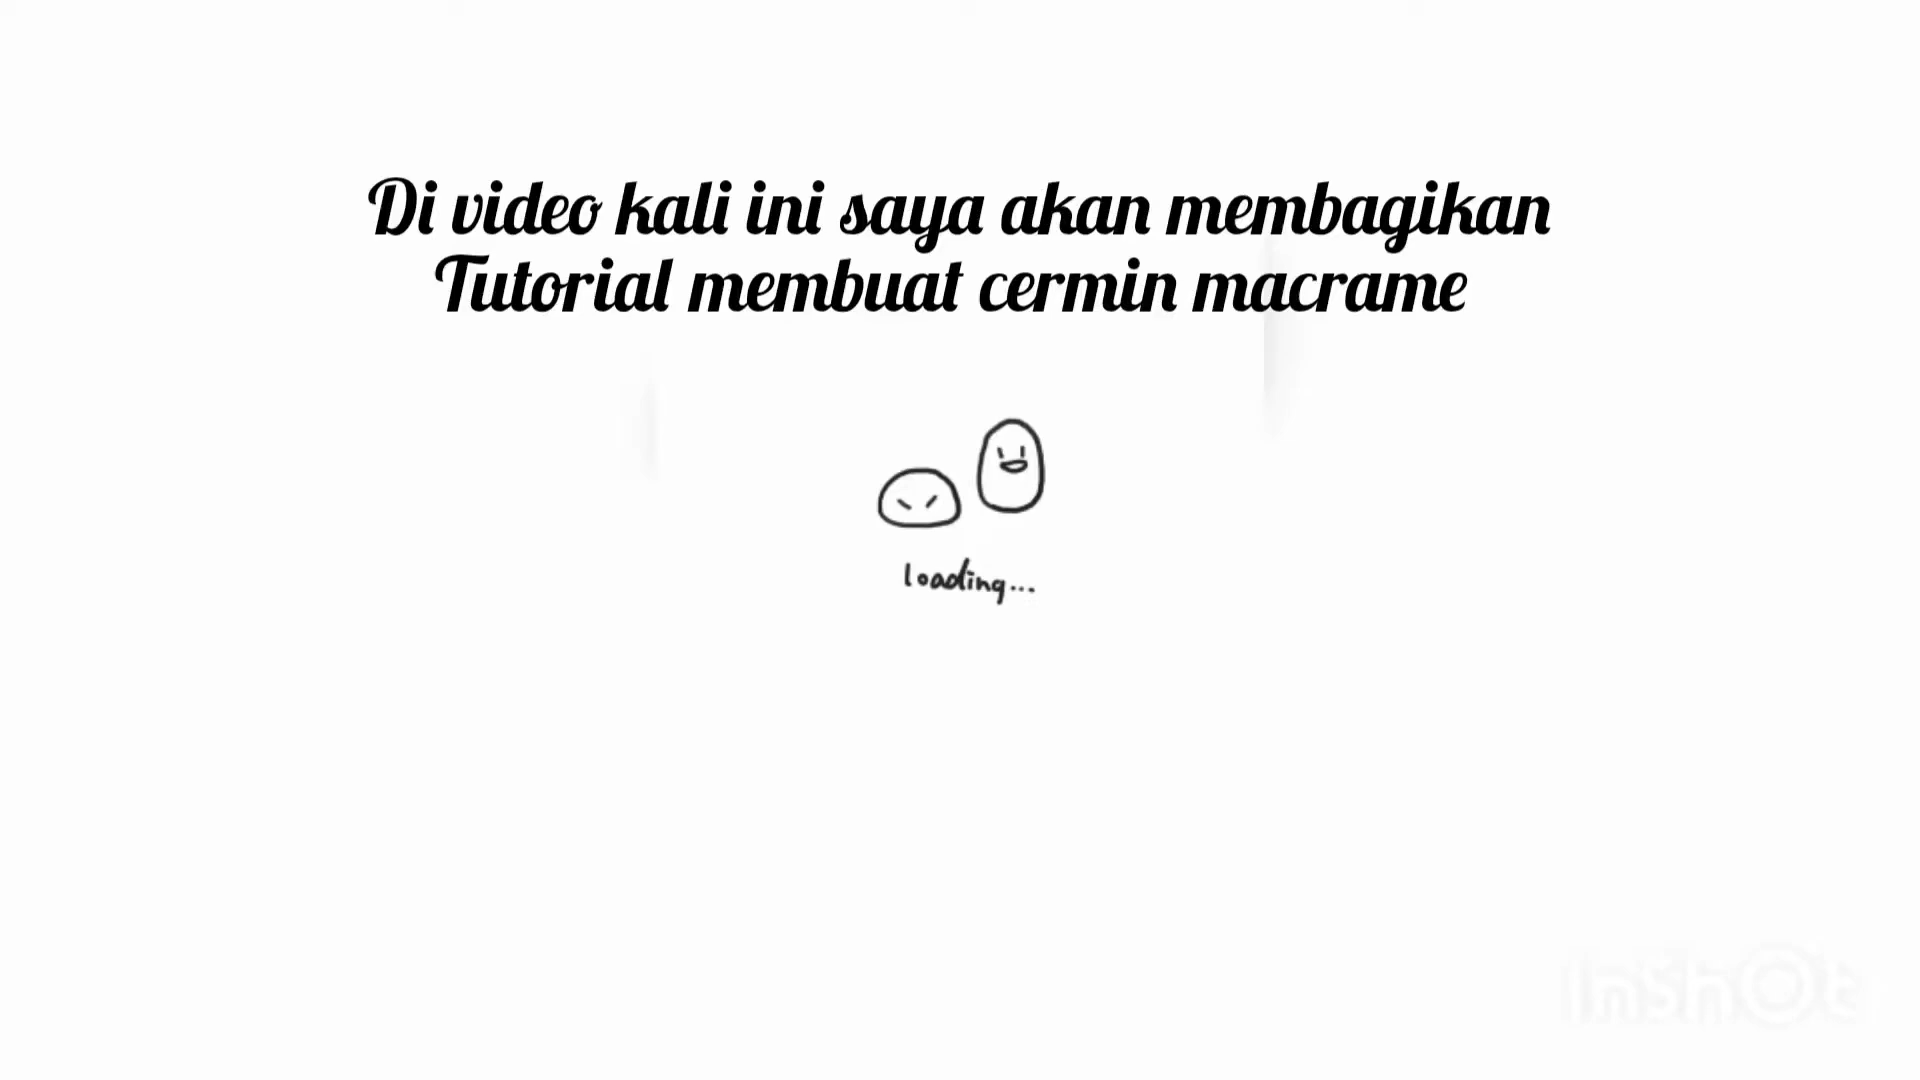 Di video kali ini saya akan membagikan
Tutorial membuat cermin macrame
loading...
InShOt